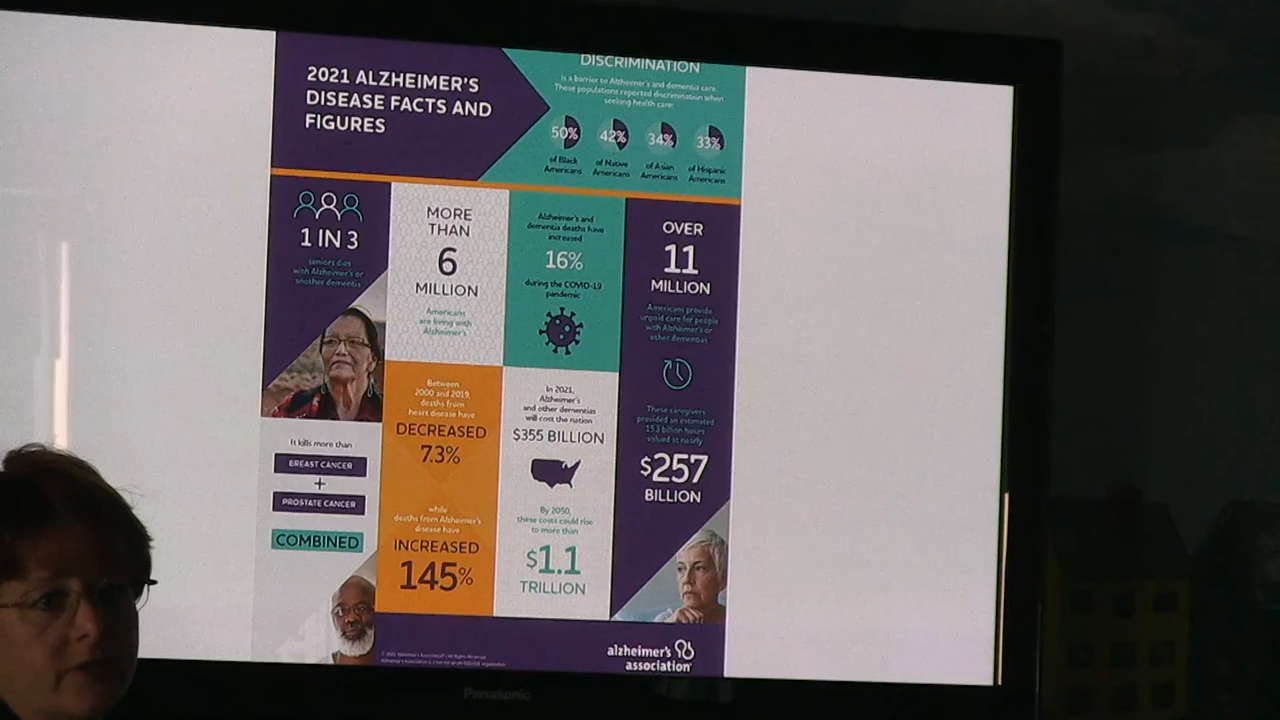 2021 ALZHEIMER'S
DISEASE FACTS AND
FIGURES
DISCRIMINATION
is a barrier to Alzheimer's and dementia care.
These populations reported discrimination when
seeking health care:
50%
of Black
Americans
42%
of Native
Americans
34%
of Asian
Americans
33%
of Hispanic
Americans
1 IN 3
seniors dies
with Alzheimer's or
another dementia
It kills more than
BREAST CANCER
+
PROSTATE CANCER
COMBINED
MORE
THAN
6
MILLION
Americans
are living with
Alzheimer's
Between
2000 and 2019,
deaths from
heart disease have
DECREASED
7.3%
while
deaths from Alzheimer's
disease have
INCREASED
145%
Alzheimer's and
dementia deaths have
increased
16%
during the COVID-19
pandemic
In 2021,
Alzheimer's
and other dementias
will cost the nation
$355 BILLION
By 2050,
these costs could rise
to more than
$1.1
TRILLION
OVER
11
MILLION
Americans provide
unpaid care for people
with Alzheimer's or
other dementias
These caregivers
provided an estimated
15.3 billion hours
valued at nearly
$257
BILLION
alzheimer's
association
Panasonic